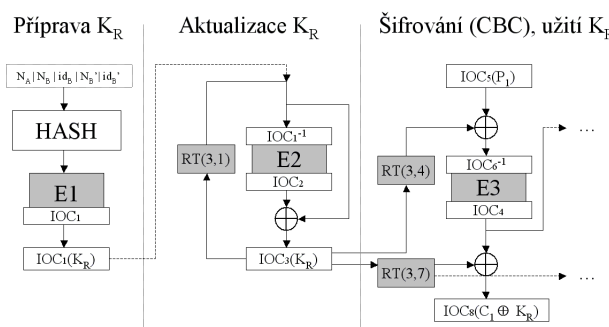 Příprava K_R
Aktualizace K_R
Šifrování (CBC), užití K_R
N_A | N_B | id_B | N_B' | id_B'
HASH
E1
IOC₁
IOC₁(K_R)
RT(3,1)
IOC₁⁻¹
E2
IOC₂
IOC₃(K_R)
IOC₅(P₁)
RT(3,4)
IOC₆⁻¹
E3
IOC₄
RT(3,7)
IOC₈(C₁ ⊕ K_R)
...
...